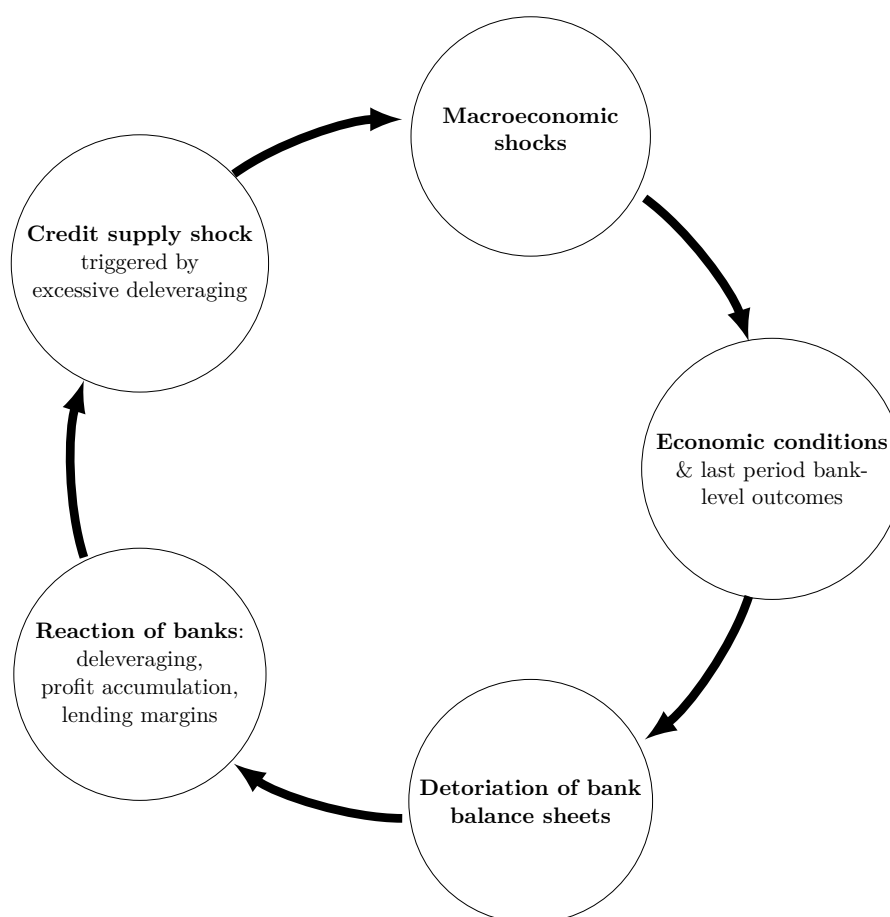 Macroeconomic
shocks
Credit supply shock
triggered by
excessive deleveraging
Economic conditions
& last period bank-
level outcomes
Reaction of banks:
deleveraging,
profit accumulation,
lending margins
Detoriation of bank
balance sheets